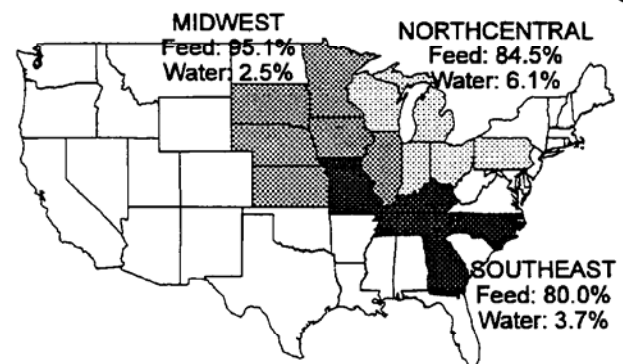 MIDWEST
Feed: 95.1%
Water: 2.5%
NORTHCENTRAL
Feed: 84.5%
Water: 6.1%
SOUTHEAST
Feed: 80.0%
Water: 3.7%